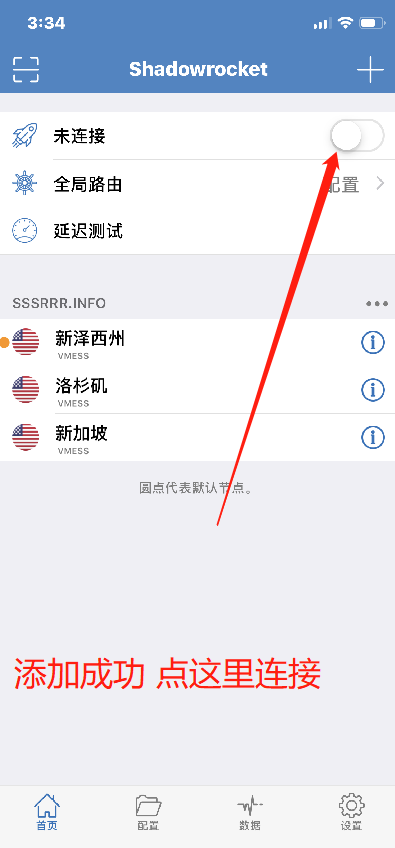 3:34
Shadowrocket
未连接
全局路由
配置
延迟测试
SSSRRR.INFO
新泽西州
VMESS
洛杉矶
VMESS
新加坡
VMESS
圆点代表默认节点。
添加成功 点这里连接
首页
配置
数据
设置